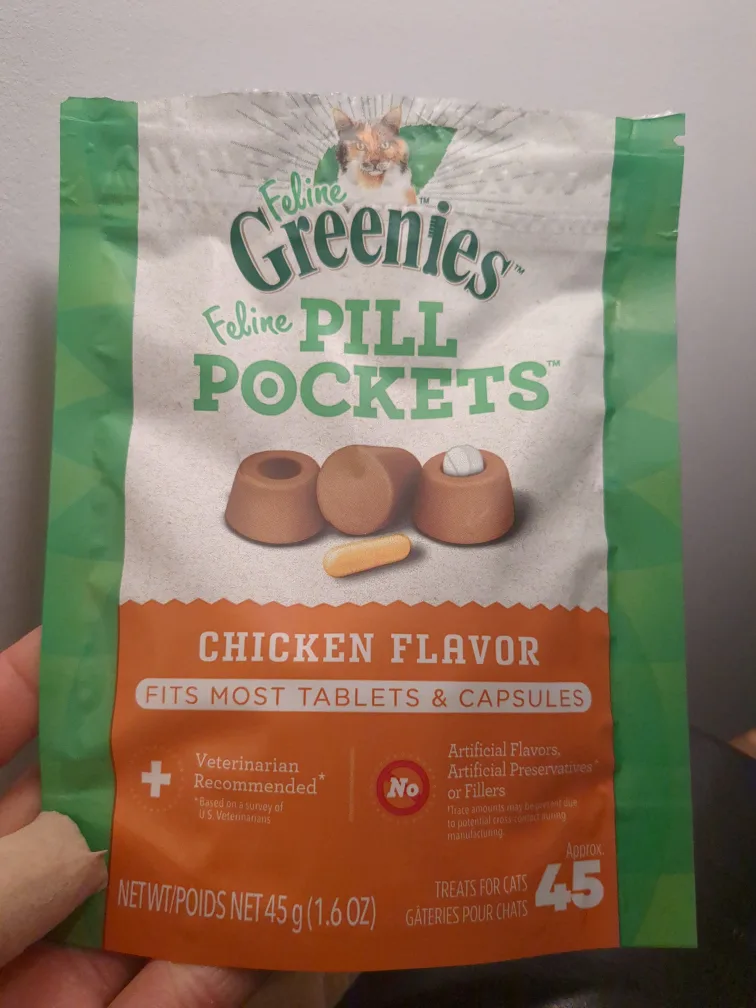 Feline
Greenies™
Feline PILL
POCKETS™
CHICKEN FLAVOR
FITS MOST TABLETS & CAPSULES
Veterinarian
Recommended*
*Based on a survey of
U.S. Veterinarians
No
Artificial Flavors,
Artificial Preservatives*
or Fillers
*Trace amounts may be present due
to potential cross contact during
manufacturing.
NET WT/POIDS NET 45 g (1.6 OZ)
TREATS FOR CATS
GÂTERIES POUR CHATS
Approx.
45